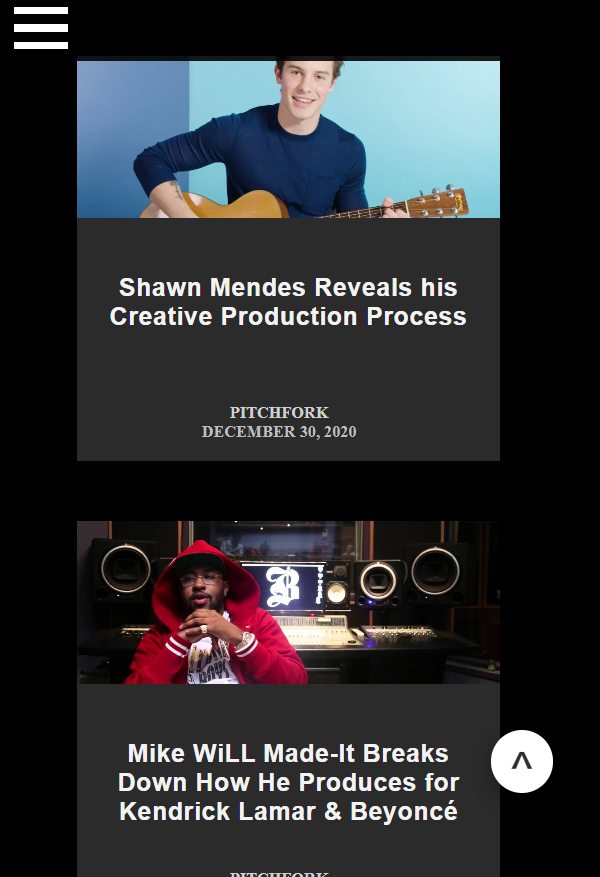 Shawn Mendes Reveals his
Creative Production Process
PITCHFORK
DECEMBER 30, 2020
B
Mike WiLL Made-It Breaks
Down How He Produces for
Kendrick Lamar & Beyoncé
^
PITCHFORK